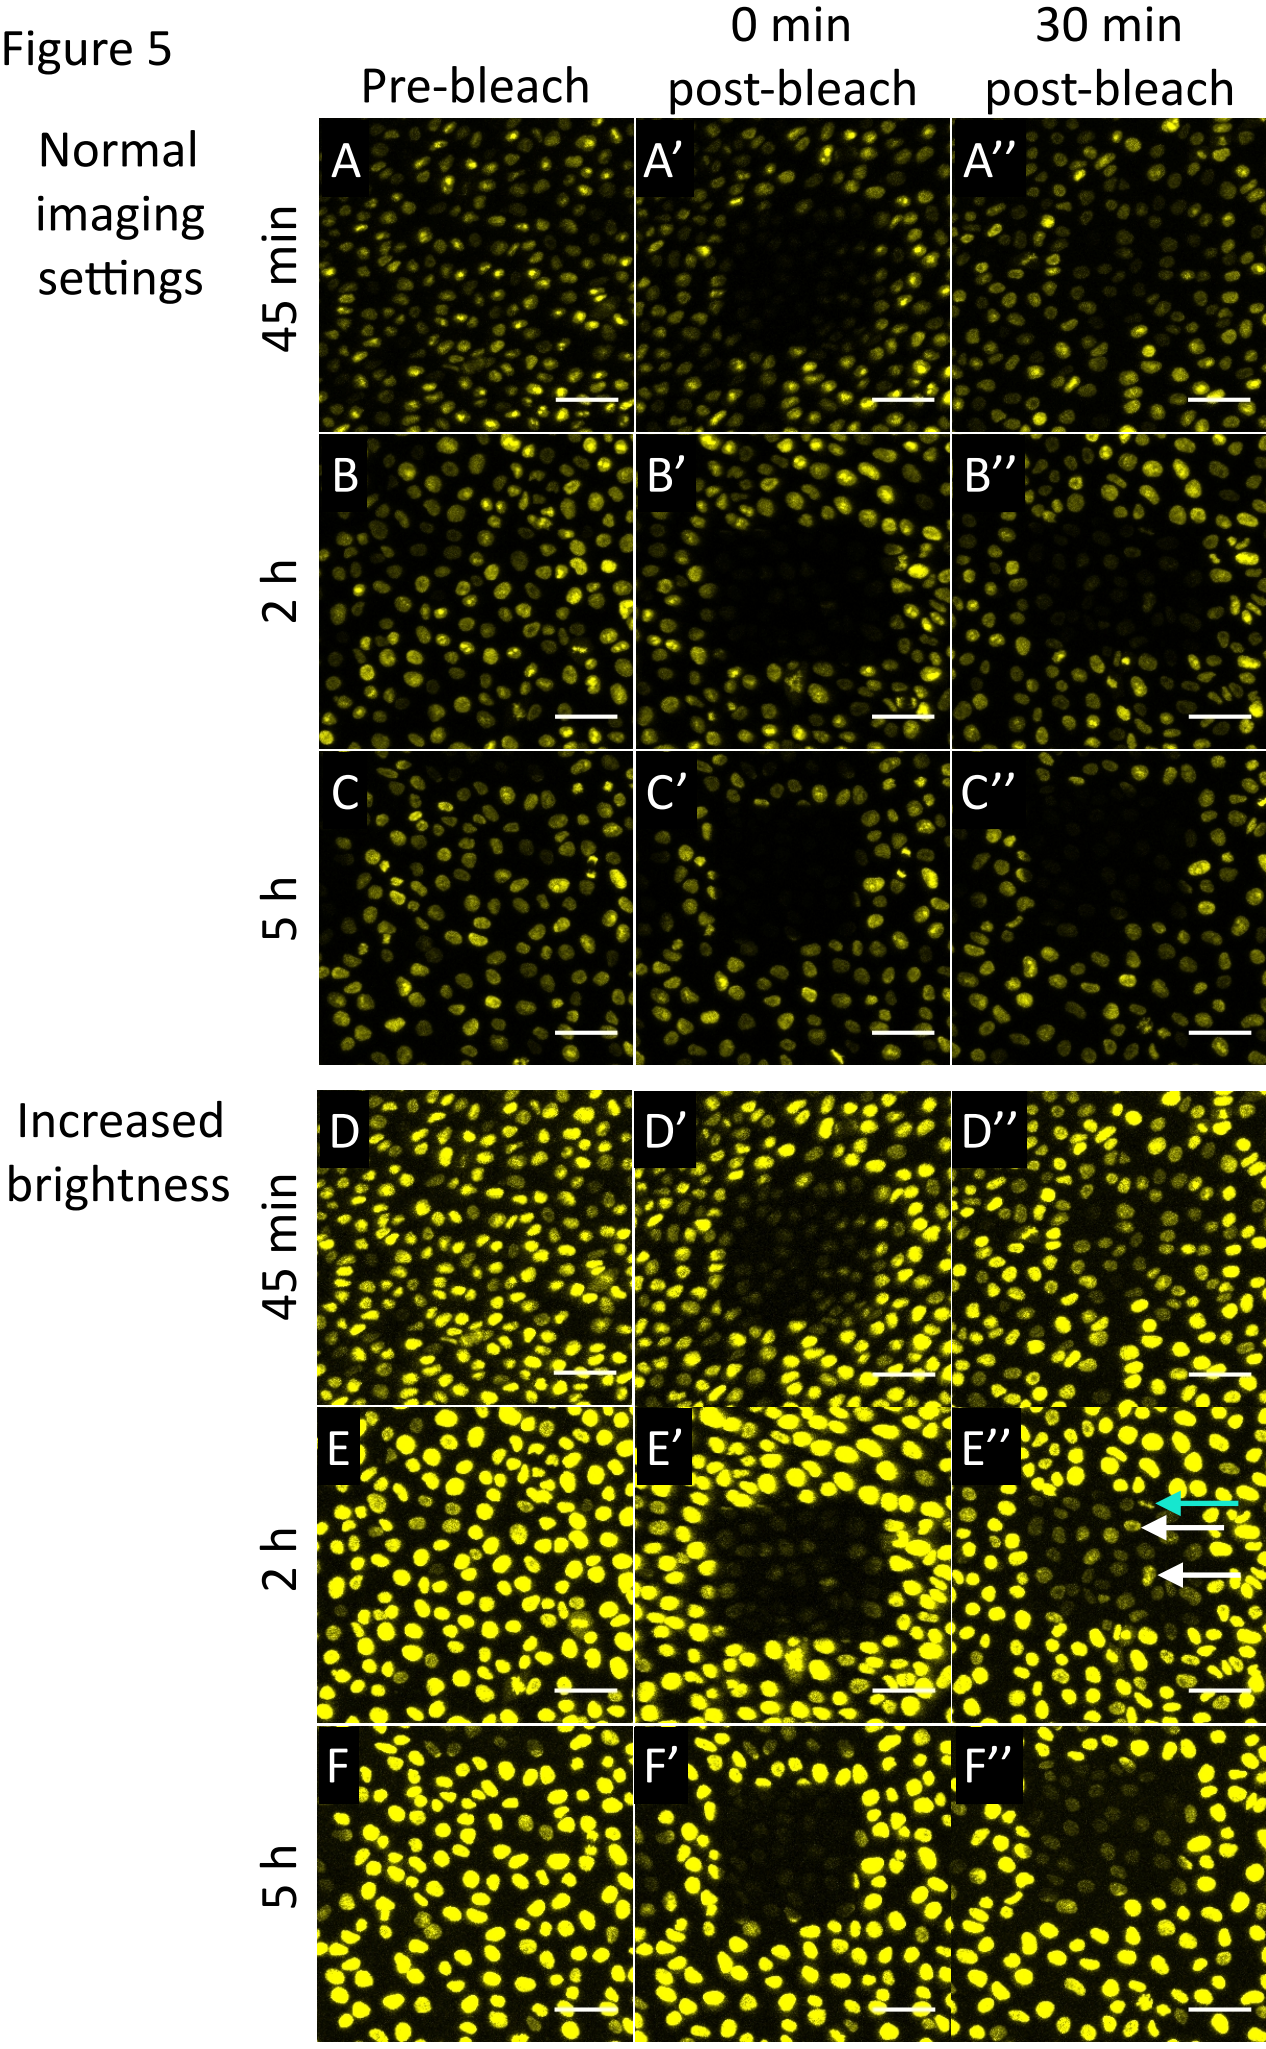 Figure 5
Pre-bleach
0 min
post-bleach
30 min
post-bleach
Normal
imaging
settings
45 min
A
A’
A’’
2 h
B
B’
B’’
5 h
C
C’
C’’
Increased
brightness
45 min
D
D’
D’’
2 h
E
E’
E’’
5 h
F
F’
F’’